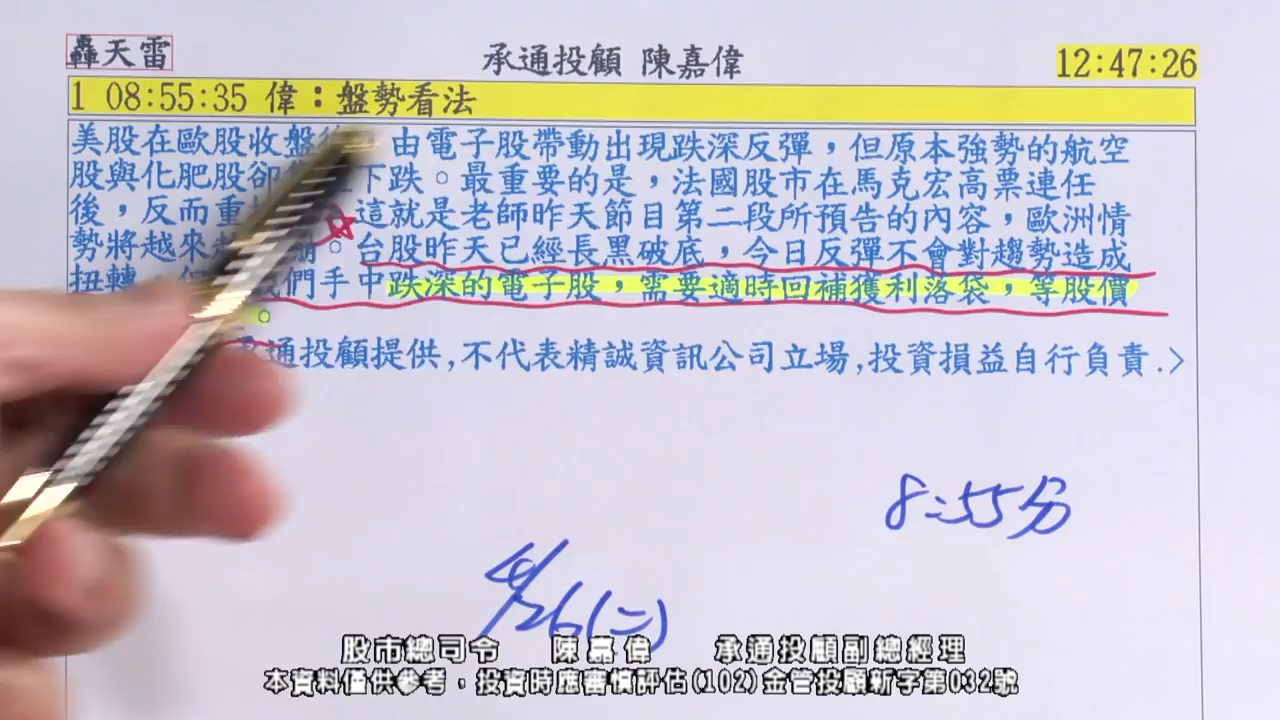 轟天雷
承通投顧 陳嘉偉
12:47:26
1 08:55:35 偉：盤勢看法
美股在歐股收盤 由電子股帶動出現跌深反彈，但原本強勢的航空
股與化肥股卻 下跌。最重要的是，法國股市在馬克宏高票連任
後，反而重 這就是老師昨天節目第二段所預告的內容，歐洲情
勢將越來 。台股昨天已經長黑破底，今日反彈不會對趨勢造成
扭轉 們手中跌深的電子股，需要適時回補獲利落袋，等股價
。
通投顧提供,不代表精誠資訊公司立場,投資損益自行負責.>
8:55分
4/26(二)
股市總司令 陳嘉偉 承通投顧副總經理
本資料僅供參考，投資時應審慎評估(102)金管投顧新字第032號